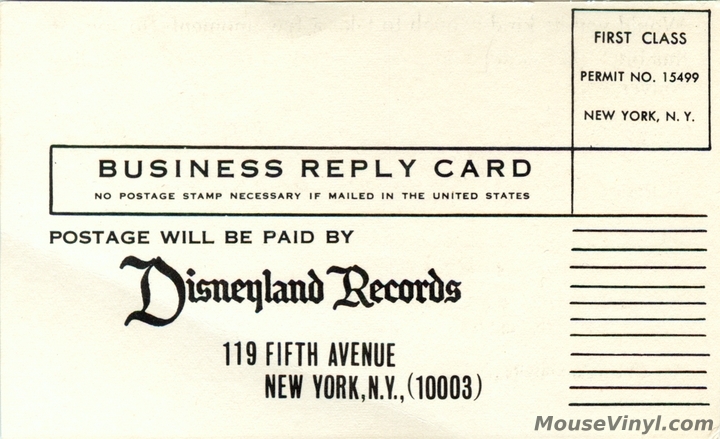 FIRST CLASS
PERMIT NO. 15499
NEW YORK, N. Y.
BUSINESS REPLY CARD
NO POSTAGE STAMP NECESSARY IF MAILED IN THE UNITED STATES
POSTAGE WILL BE PAID BY
Disneyland Records
119 FIFTH AVENUE
NEW YORK, N.Y., (10003)
MouseVinyl.com